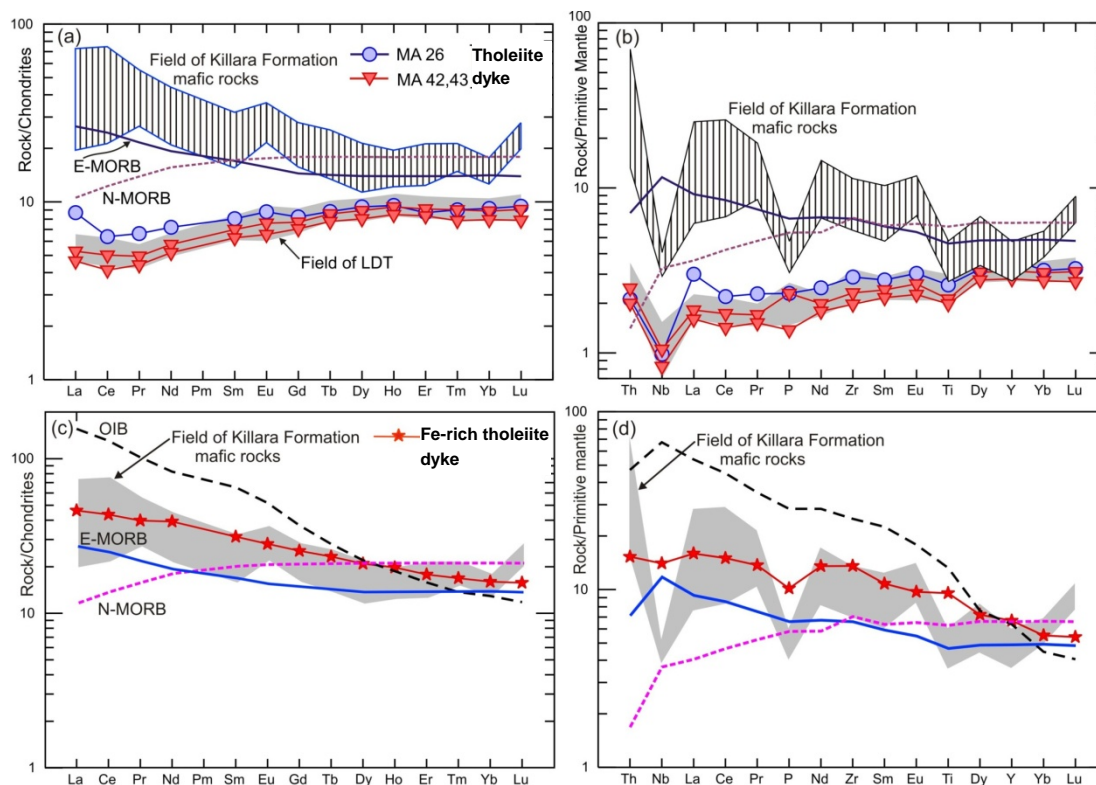 (a)
Field of Killara Formation
mafic rocks
MA 26
MA 42,43
Tholeiite
dyke
E-MORB
N-MORB
Field of LDT
Rock/Chondrites
100
10
1
La Ce Pr Nd Pm Sm Eu Gd Tb Dy Ho Er Tm Yb Lu
(b)
Field of Killara Formation
mafic rocks
Rock/Primitive Mantle
100
10
1
Th Nb La Ce Pr P Nd Zr Sm Eu Ti Dy Y Yb Lu
(c)
OIB
Field of Killara Formation
mafic rocks
Fe-rich tholeiite
dyke
E-MORB
N-MORB
Rock/Chondrites
100
10
1
La Ce Pr Nd Pm Sm Eu Gd Tb Dy Ho Er Tm Yb Lu
(d)
Field of Killara Formation
mafic rocks
Rock/Primitive mantle
100
10
1
Th Nb La Ce Pr P Nd Zr Sm Eu Ti Dy Y Yb Lu